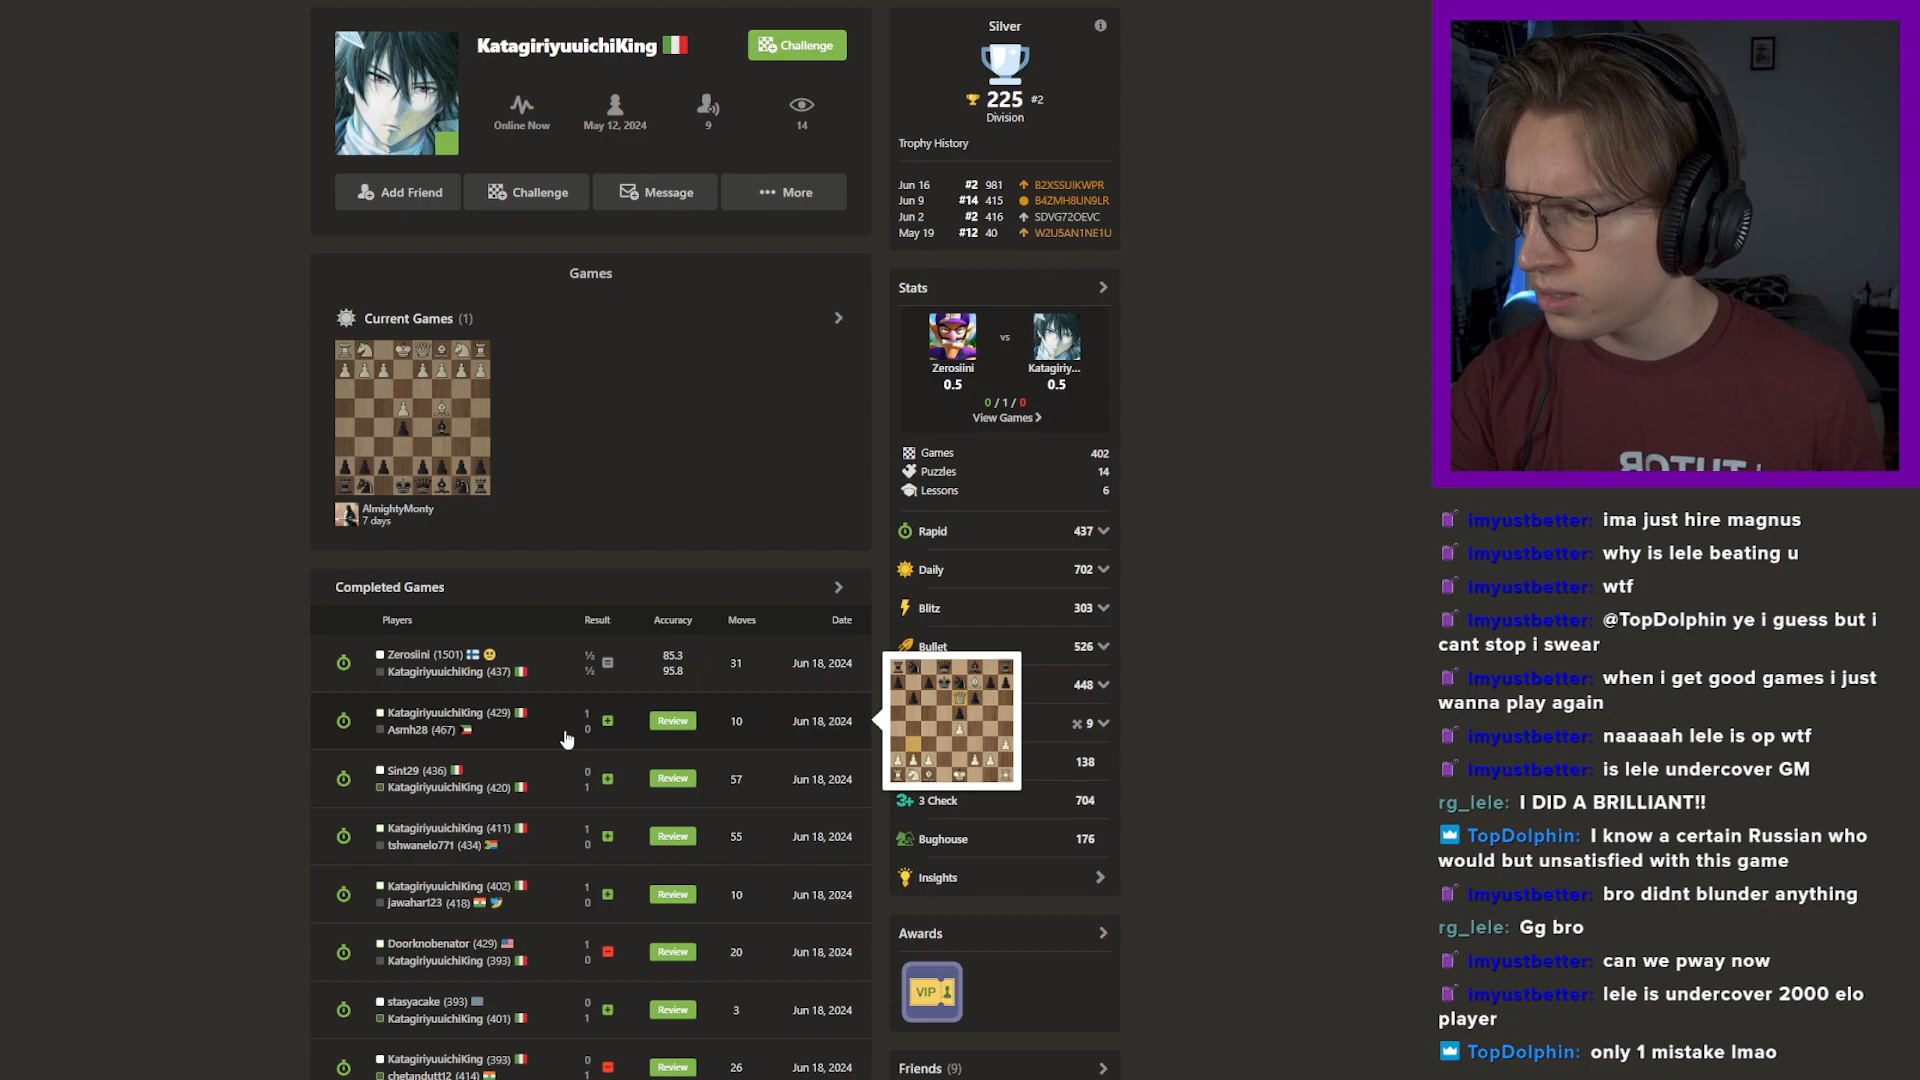 KatagiriyuuichiKing
Challenge
Online Now
May 12, 2024
9
14
Add Friend
Challenge
Message
More
Games
Current Games (1)
AlmightyMonty
7 days
Completed Games
Players Result Accuracy Moves Date
Zerosiini (1501) ½ 85.3
KatagiriyuuichiKing (437) ½ 95.8
31 Jun 18, 2024
KatagiriyuuichiKing (429) 1
Asmh28 (467) 0
Review 10 Jun 18, 2024
Sint29 (436) 0
KatagiriyuuichiKing (420) 1
Review 57 Jun 18, 2024
KatagiriyuuichiKing (411) 1
tshwanelo771 (434) 0
Review 55 Jun 18, 2024
KatagiriyuuichiKing (402) 1
jawahar123 (418) 0
Review 10 Jun 18, 2024
Doorknobenator (429) 1
KatagiriyuuichiKing (393) 0
Review 20 Jun 18, 2024
stasyacake (393) 0
KatagiriyuuichiKing (401) 1
Review 3 Jun 18, 2024
KatagiriyuuichiKing (393) 0
chetandutt12 (414) 1
Review 26 Jun 18, 2024
Silver
225 #2
Division
Trophy History
Jun 16 #2 981 B2XSSUIKWPR
Jun 9 #14 415 B4ZMH8UN9LR
Jun 2 #2 416 SDVG72OEVC
May 19 #12 40 W2U5AN1NE1U
Stats
vs
Zerosiini Katagiriy...
0.5 0.5
0 / 1 / 0
View Games
Games 402
Puzzles 14
Lessons 6
Rapid 437
Daily 702
Blitz 303
Bullet 526
448
9
138
3 Check 704
Bughouse 176
Insights
Awards
VIP
Friends (9)
imyustbetter: ima just hire magnus
imyustbetter: why is lele beating u
imyustbetter: wtf
imyustbetter: @TopDolphin ye i guess but i
cant stop i swear
imyustbetter: when i get good games i just
wanna play again
imyustbetter: naaaaah lele is op wtf
imyustbetter: is lele undercover GM
rg_lele: I DID A BRILLIANT!!
TopDolphin: I know a certain Russian who
would but unsatisfied with this game
imyustbetter: bro didnt blunder anything
rg_lele: Gg bro
imyustbetter: can we pway now
imyustbetter: lele is undercover 2000 elo
player
TopDolphin: only 1 mistake lmao